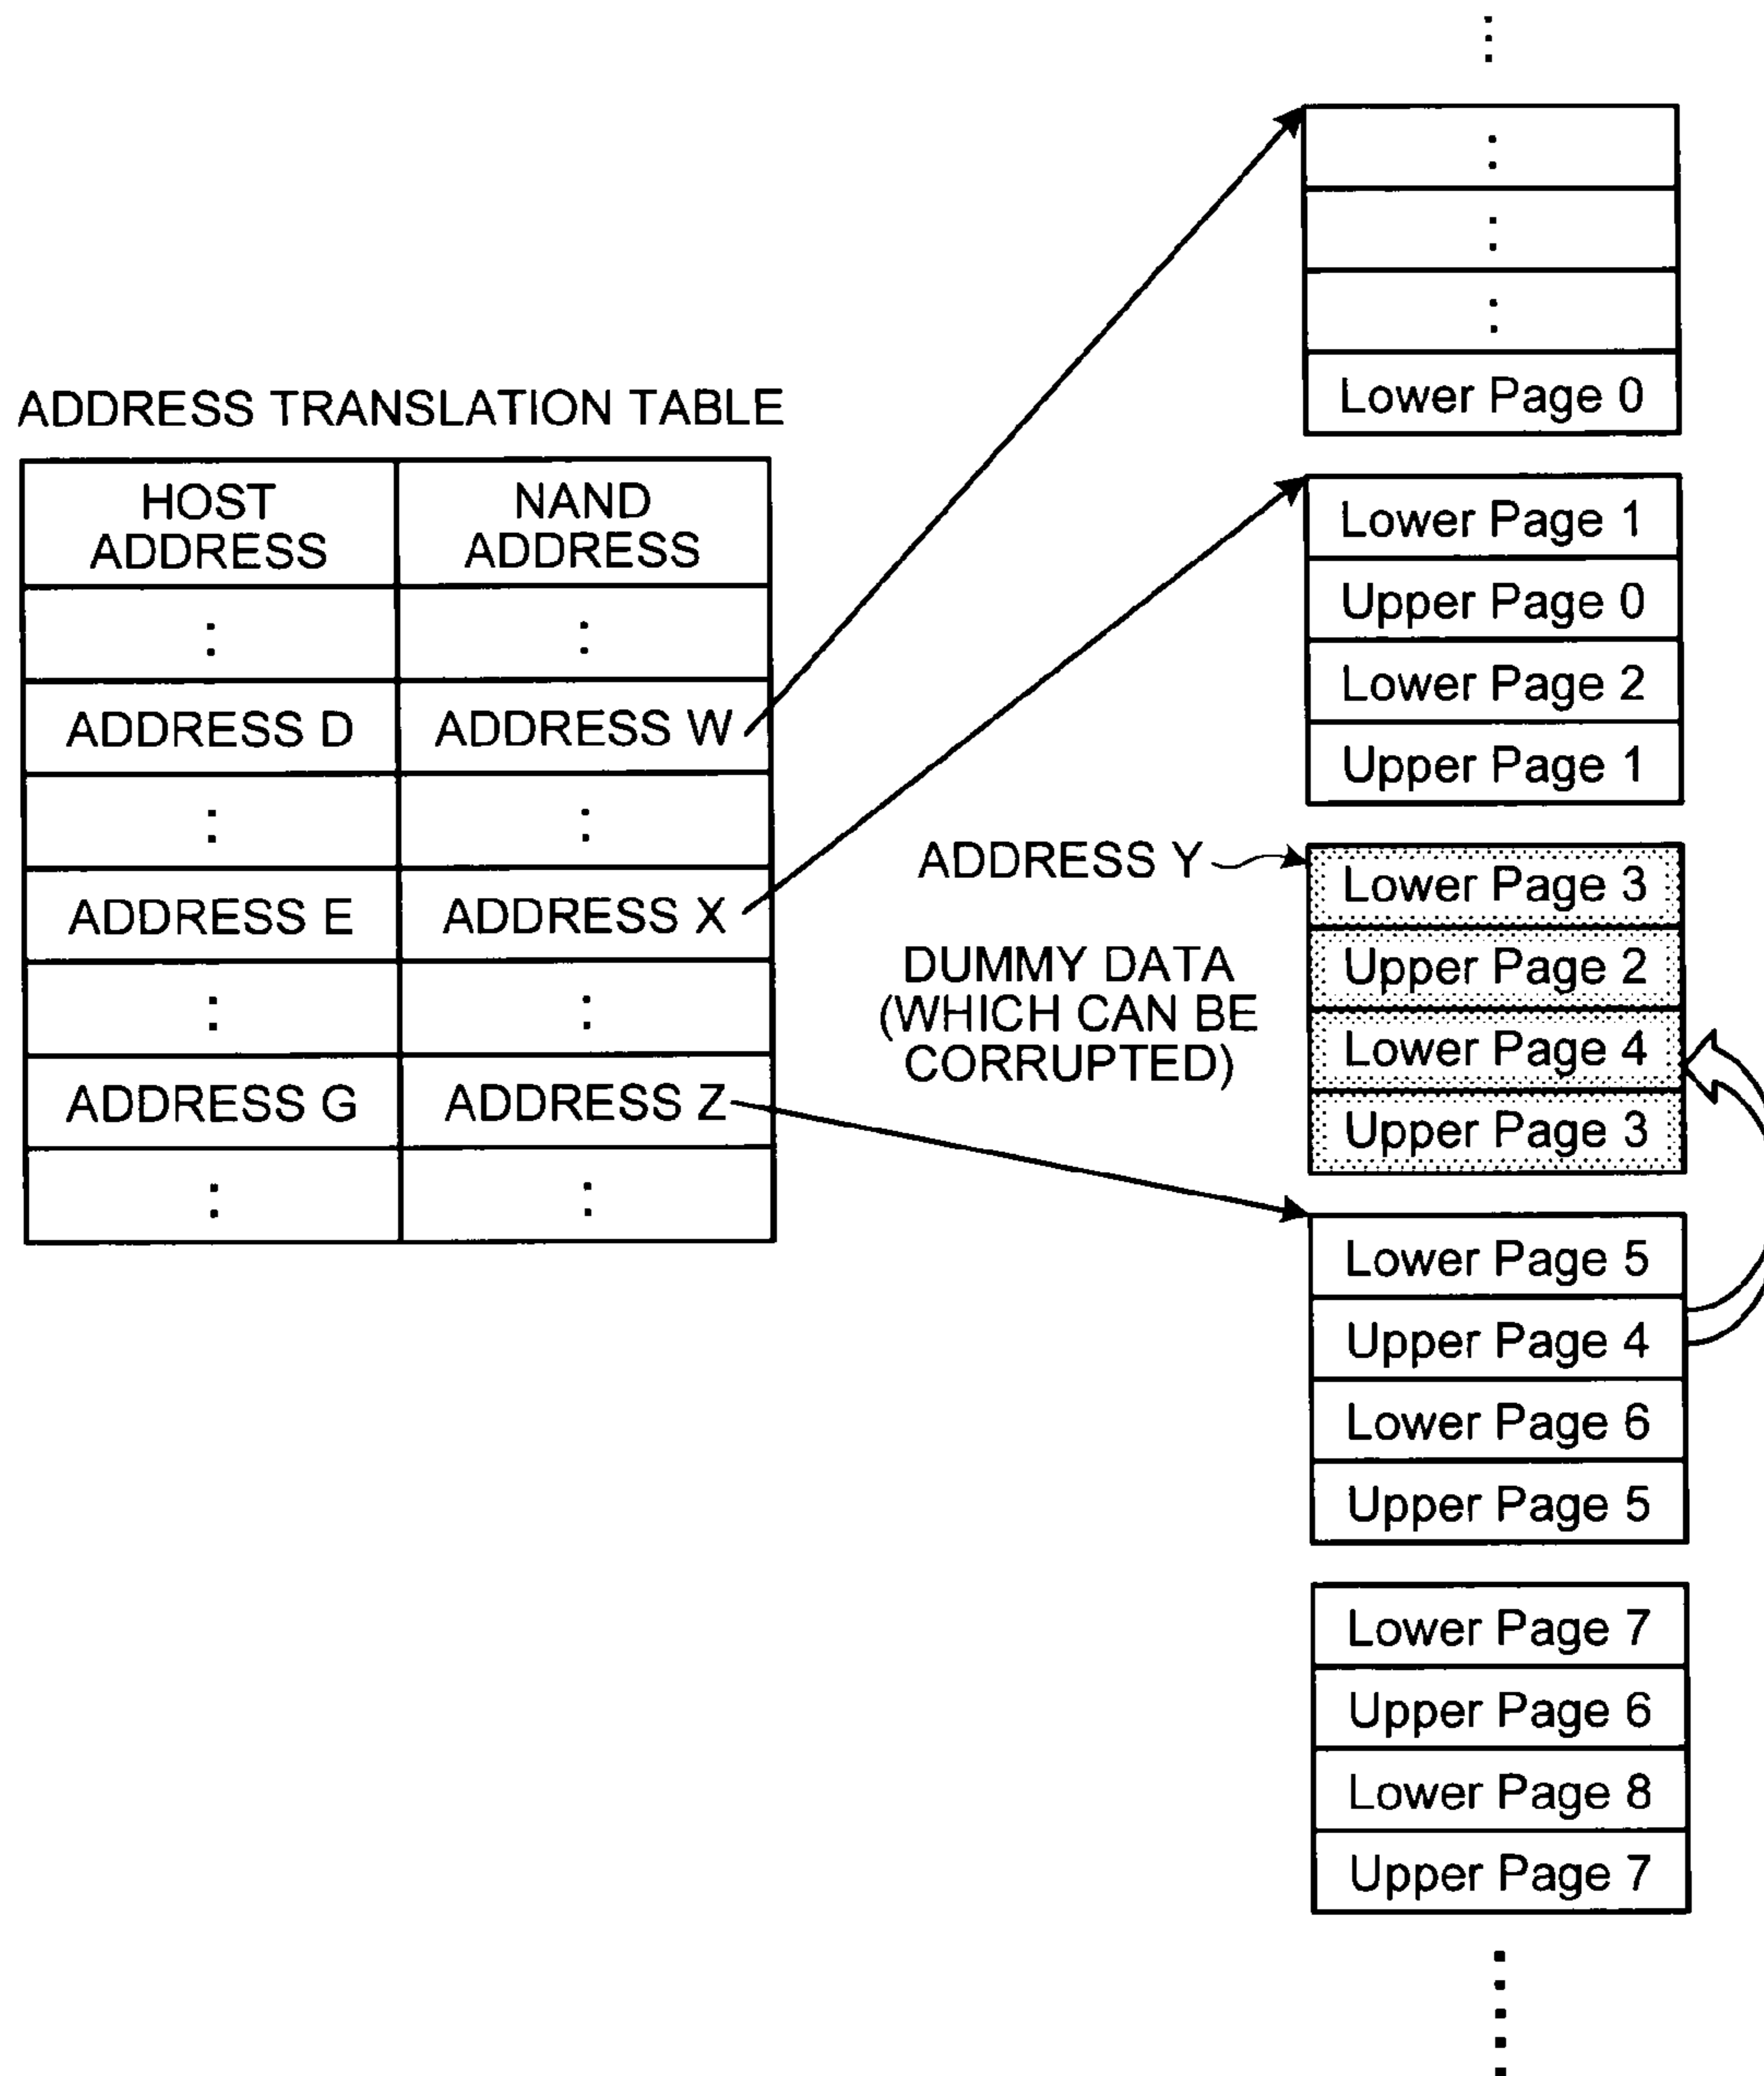 ADDRESS TRANSLATION TABLE
HOST ADDRESS
NAND ADDRESS
ADDRESS D
ADDRESS W
ADDRESS E
ADDRESS X
ADDRESS G
ADDRESS Z
Lower Page 0
Lower Page 1
Upper Page 0
Lower Page 2
Upper Page 1
ADDRESS Y
DUMMY DATA
(WHICH CAN BE
CORRUPTED)
Lower Page 3
Upper Page 2
Lower Page 4
Upper Page 3
Lower Page 5
Upper Page 4
Lower Page 6
Upper Page 5
Lower Page 7
Upper Page 6
Lower Page 8
Upper Page 7